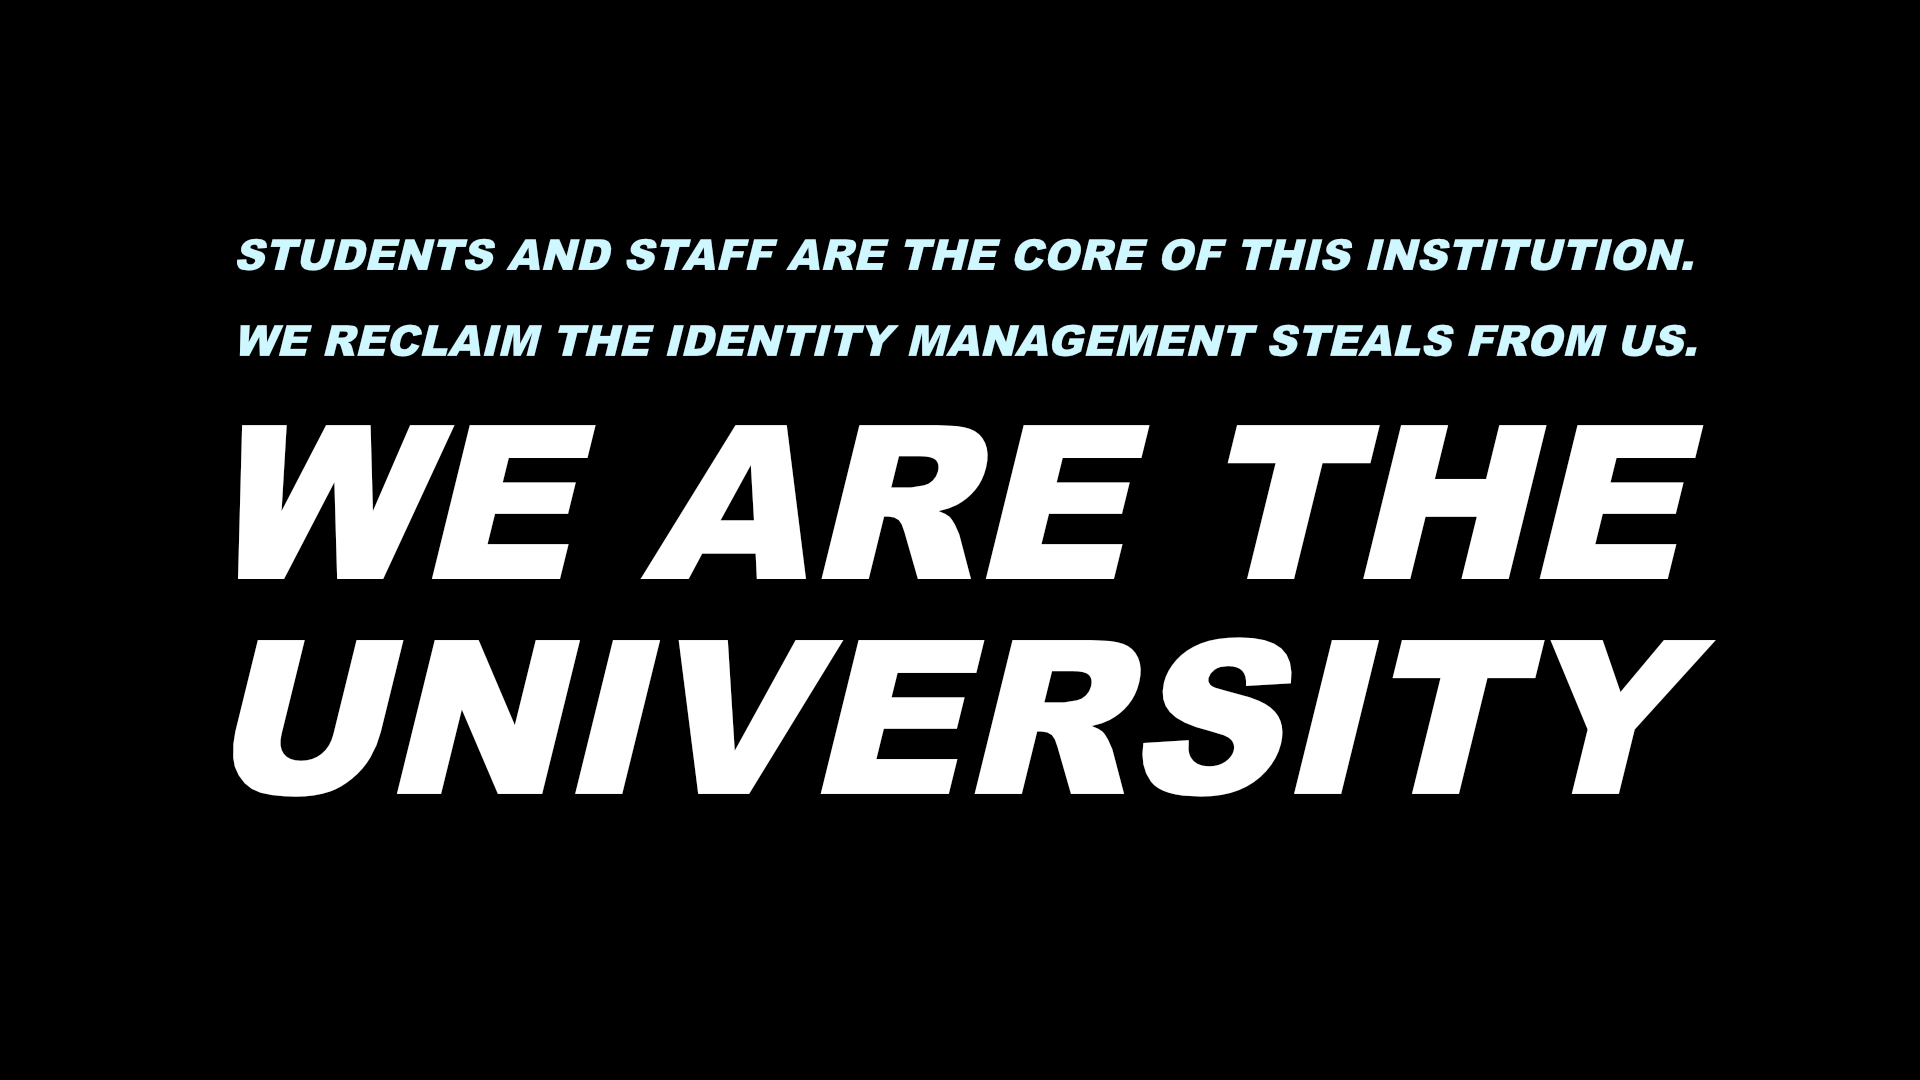 STUDENTS AND STAFF ARE THE CORE OF THIS INSTITUTION.
WE RECLAIM THE IDENTITY MANAGEMENT STEALS FROM US.
WE ARE THE
UNIVERSITY